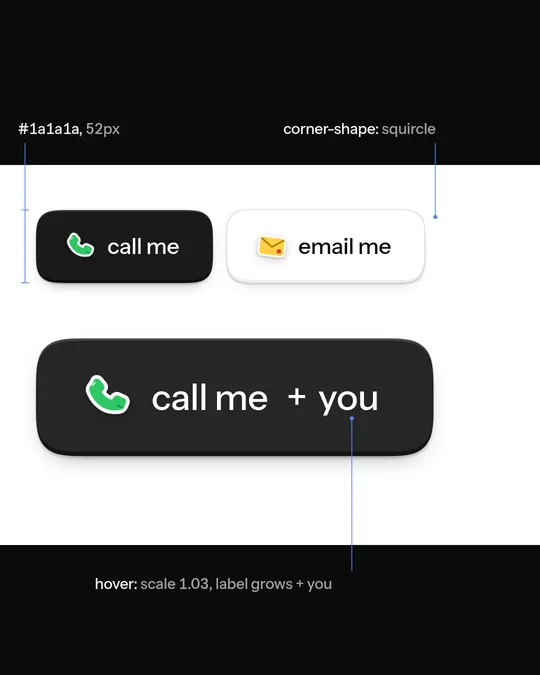 #1a1a1a, 52px
corner-shape: squircle
call me
email me
call me + you
hover: scale 1.03, label grows + you